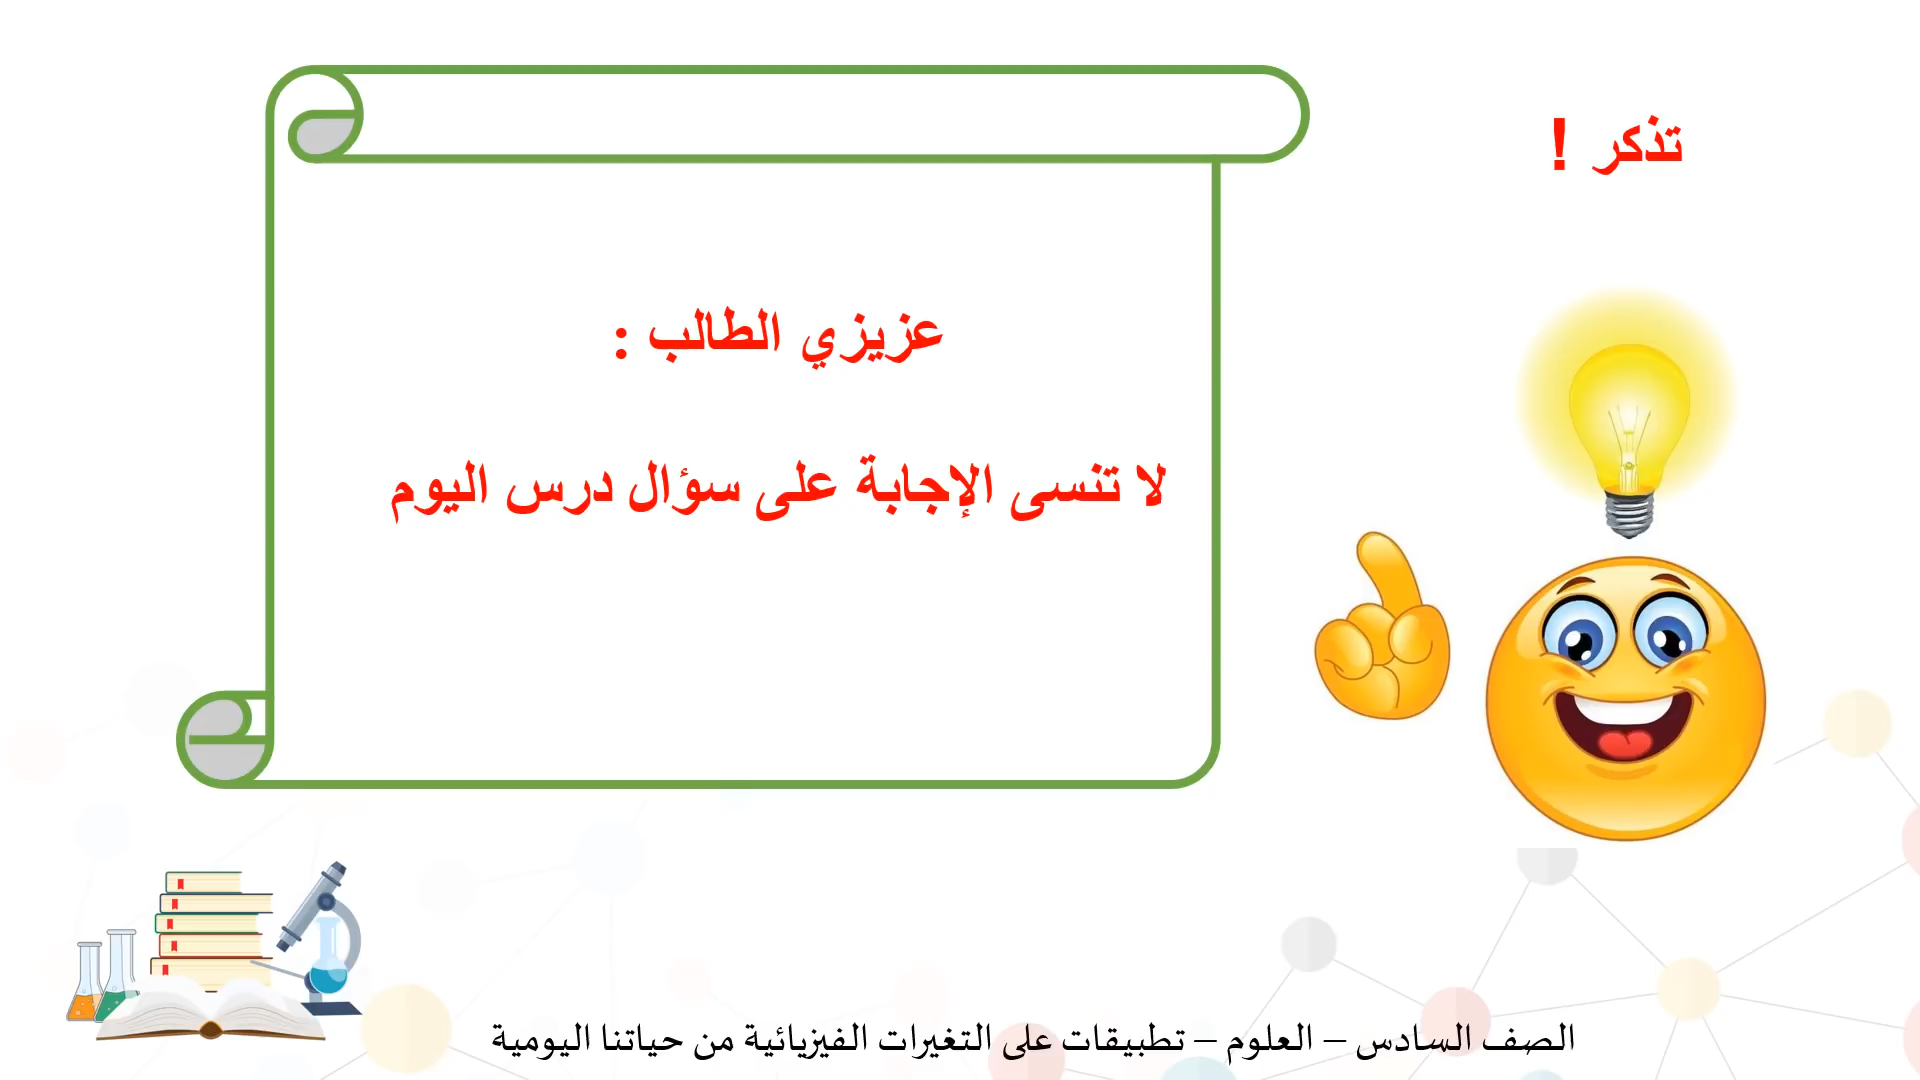 تذكر !
عزيزي الطالب :
لا تنسى الإجابة على سؤال درس اليوم
الصف السادس – العلوم – تطبيقات على التغيرات الفيزيائية من حياتنا اليومية